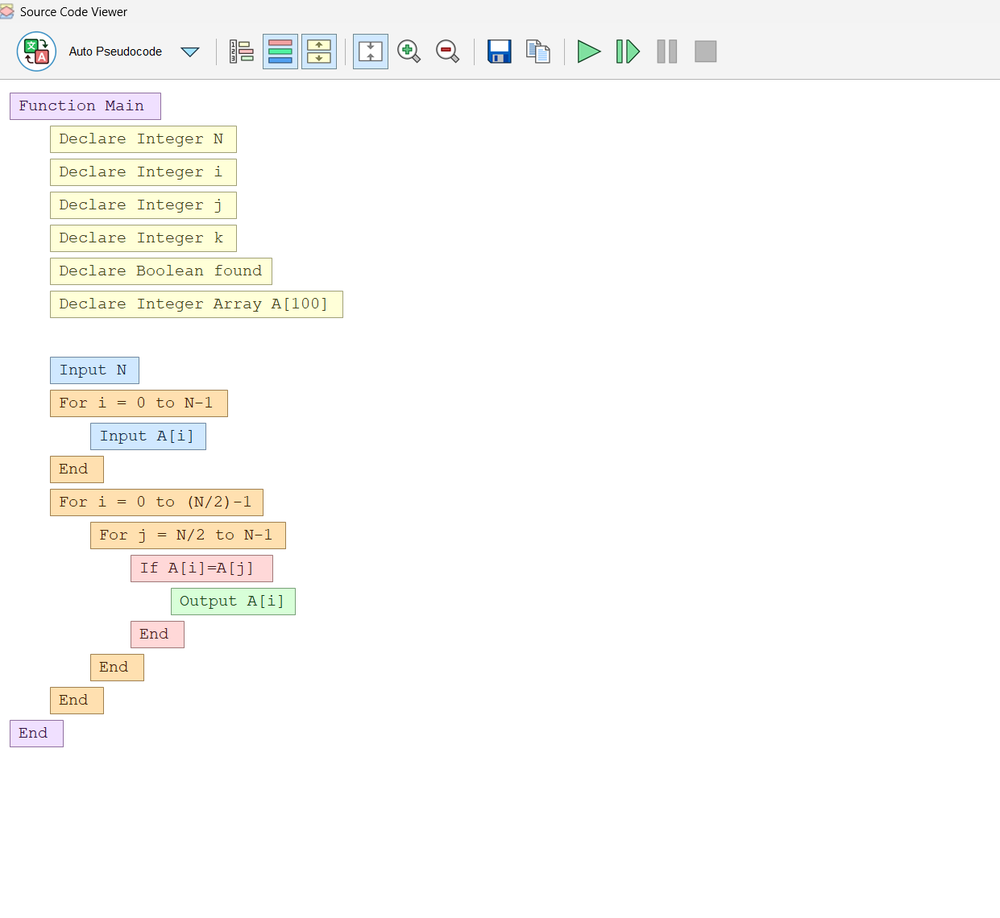 Source Code Viewer
Auto Pseudocode
Function Main
Declare Integer N
Declare Integer i
Declare Integer j
Declare Integer k
Declare Boolean found
Declare Integer Array A[100]
Input N
For i = 0 to N-1
Input A[i]
End
For i = 0 to (N/2)-1
For j = N/2 to N-1
If A[i]=A[j]
Output A[i]
End
End
End
End